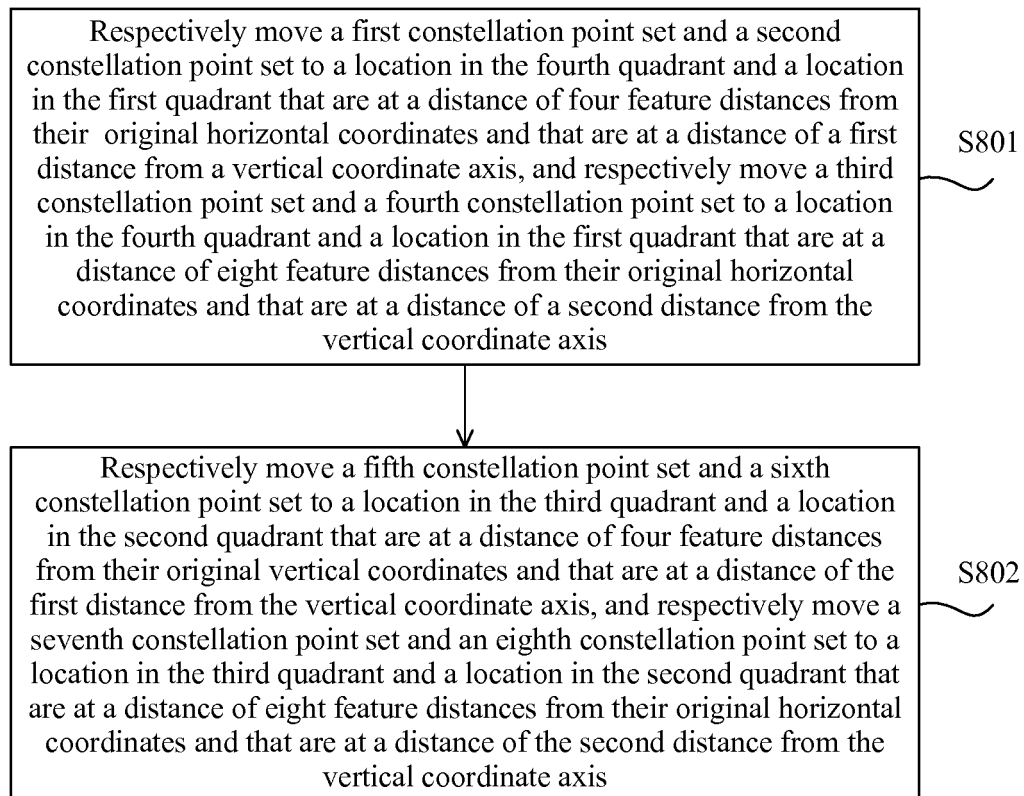 Respectively move a first constellation point set and a second
constellation point set to a location in the fourth quadrant and a location
in the first quadrant that are at a distance of four feature distances from
their original horizontal coordinates and that are at a distance of a first
distance from a vertical coordinate axis, and respectively move a third
constellation point set and a fourth constellation point set to a location
in the fourth quadrant and a location in the first quadrant that are at a
distance of eight feature distances from their original horizontal
coordinates and that are at a distance of a second distance from the
vertical coordinate axis
S801
Respectively move a fifth constellation point set and a sixth
constellation point set to a location in the third quadrant and a location
in the second quadrant that are at a distance of four feature distances
from their original vertical coordinates and that are at a distance of the
first distance from the vertical coordinate axis, and respectively move a
seventh constellation point set and an eighth constellation point set to a
location in the third quadrant and a location in the second quadrant that
are at a distance of eight feature distances from their original horizontal
coordinates and that are at a distance of the second distance from the
vertical coordinate axis
S802